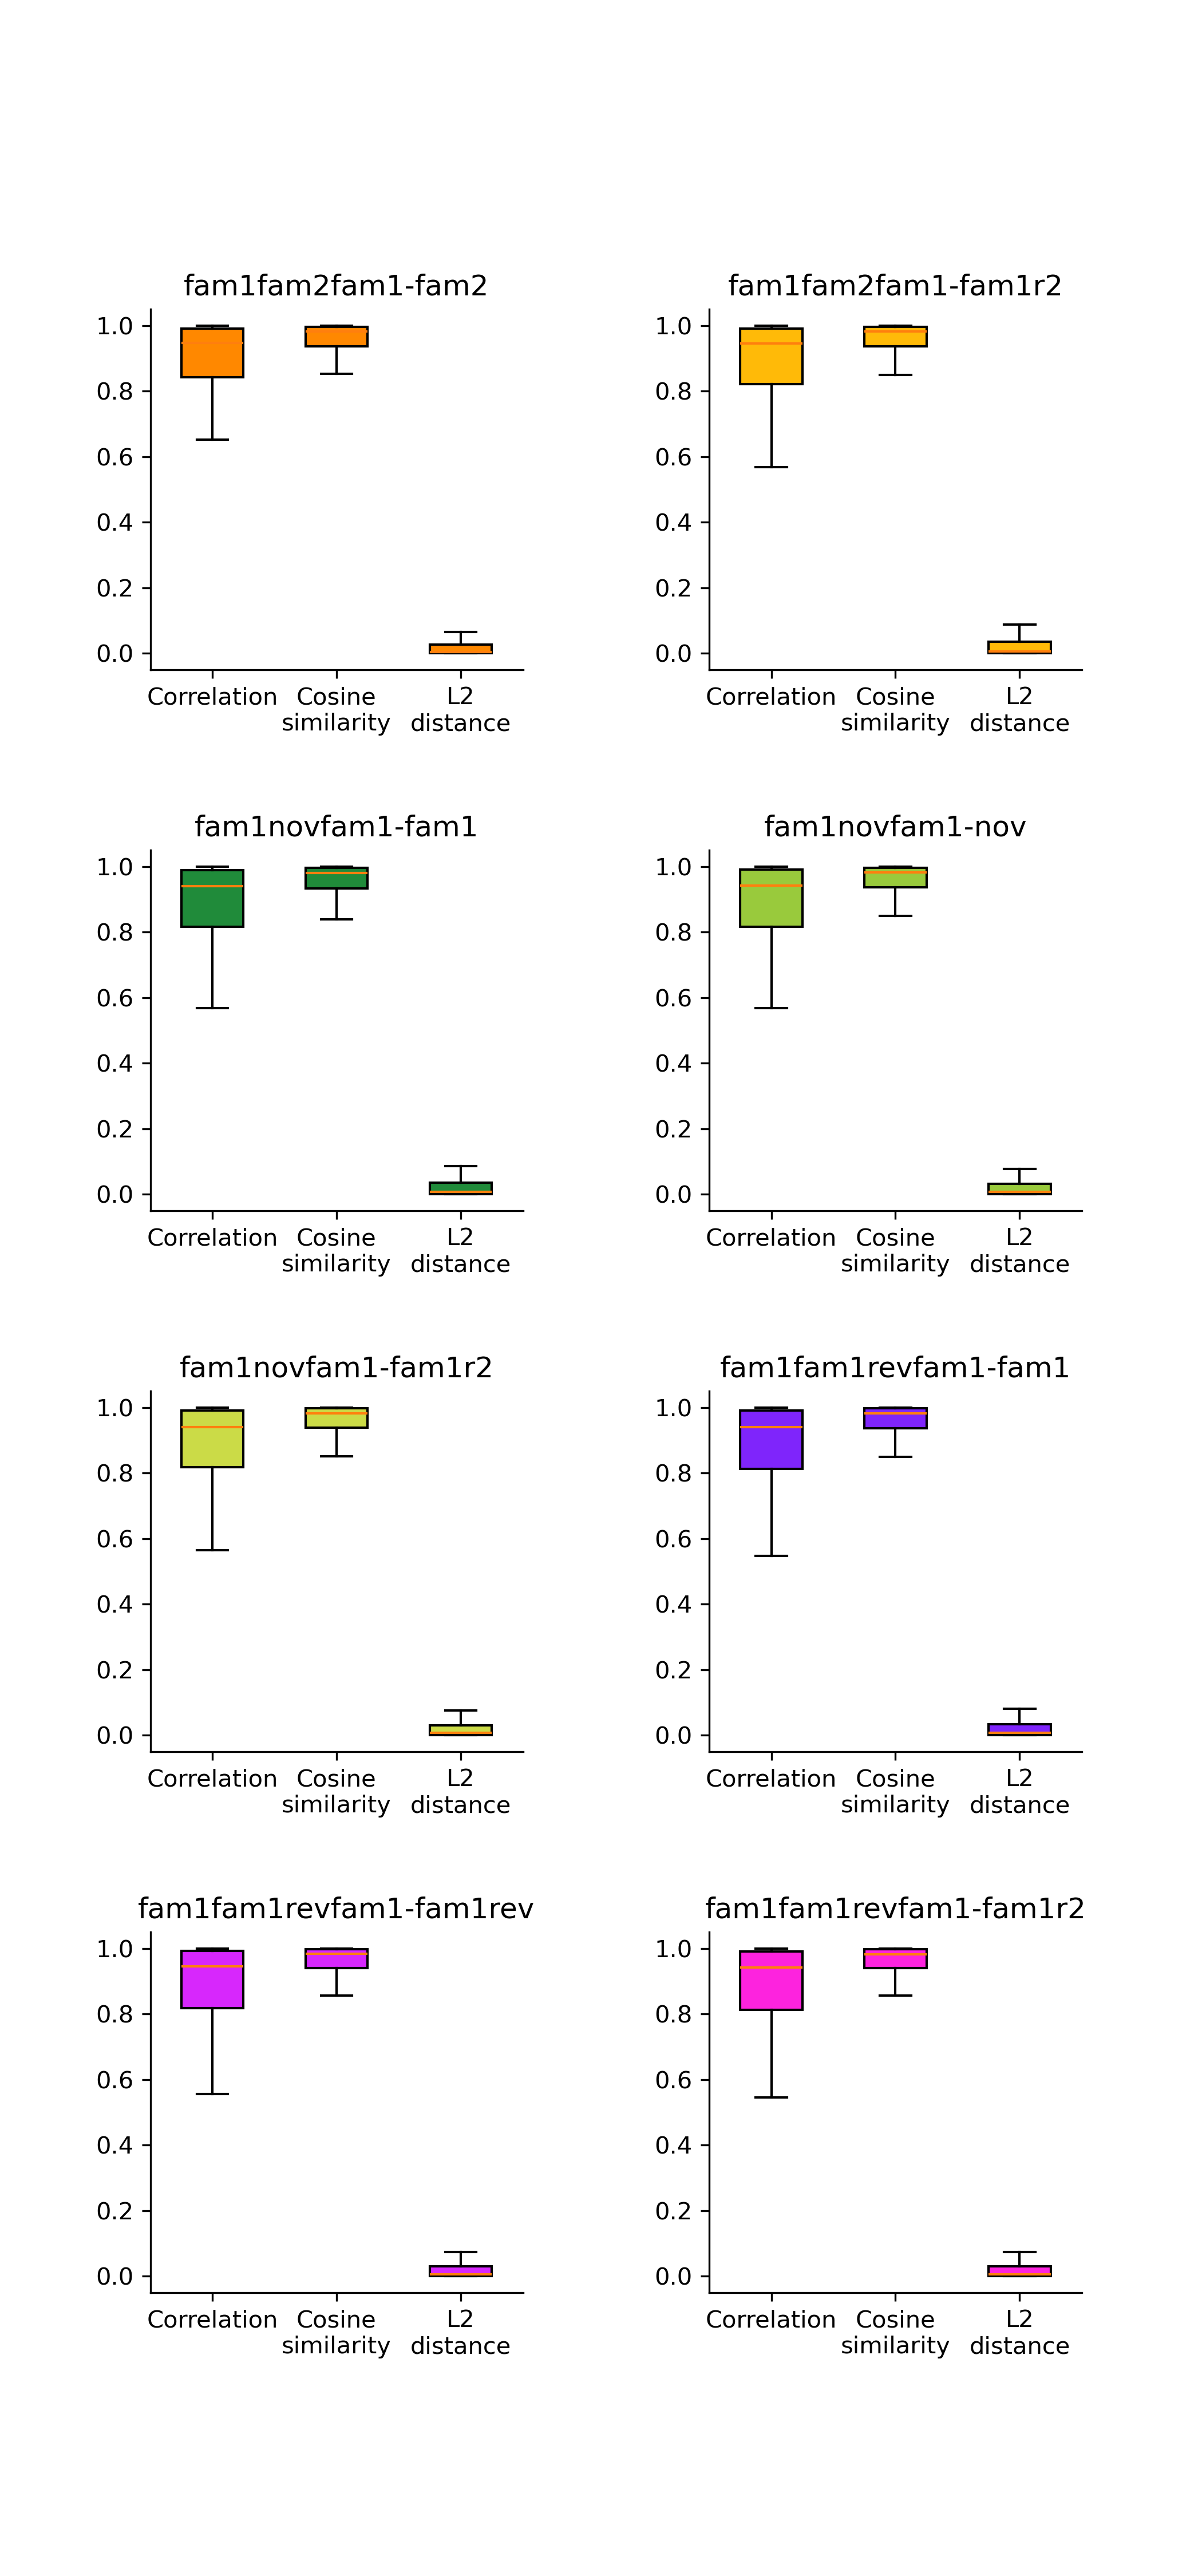 fam1fam2fam1-fam2
1.0
0.8
0.6
0.4
0.2
0.0
Correlation
Cosine
similarity
L2
distance
fam1fam2fam1-fam1r2
1.0
0.8
0.6
0.4
0.2
0.0
Correlation
Cosine
similarity
L2
distance
fam1novfam1-fam1
1.0
0.8
0.6
0.4
0.2
0.0
Correlation
Cosine
similarity
L2
distance
fam1novfam1-nov
1.0
0.8
0.6
0.4
0.2
0.0
Correlation
Cosine
similarity
L2
distance
fam1novfam1-fam1r2
1.0
0.8
0.6
0.4
0.2
0.0
Correlation
Cosine
similarity
L2
distance
fam1fam1revfam1-fam1
1.0
0.8
0.6
0.4
0.2
0.0
Correlation
Cosine
similarity
L2
distance
fam1fam1revfam1-fam1rev
1.0
0.8
0.6
0.4
0.2
0.0
Correlation
Cosine
similarity
L2
distance
fam1fam1revfam1-fam1r2
1.0
0.8
0.6
0.4
0.2
0.0
Correlation
Cosine
similarity
L2
distance